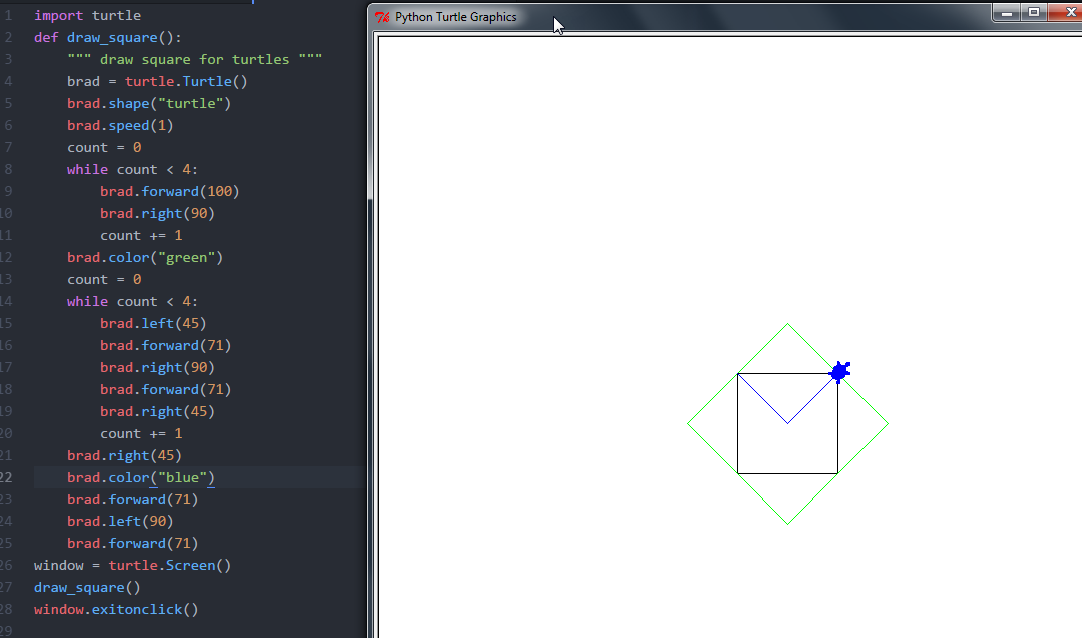 1 import turtle
2 def draw_square():
3 """ draw square for turtles """
4 brad = turtle.Turtle()
5 brad.shape("turtle")
6 brad.speed(1)
7 count = 0
8 while count < 4:
9 brad.forward(100)
10 brad.right(90)
11 count += 1
12 brad.color("green")
13 count = 0
14 while count < 4:
15 brad.left(45)
16 brad.forward(71)
17 brad.right(90)
18 brad.forward(71)
19 brad.right(45)
20 count += 1
21 brad.right(45)
22 brad.color("blue")
23 brad.forward(71)
24 brad.left(90)
25 brad.forward(71)
26 window = turtle.Screen()
27 draw_square()
28 window.exitonclick()
29
Python Turtle Graphics